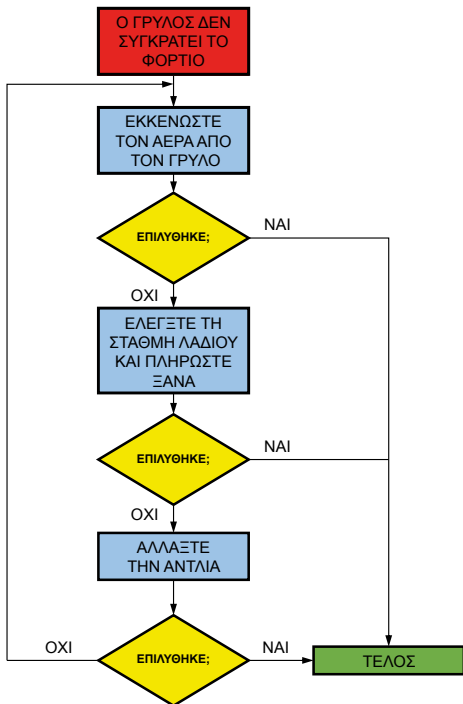 Ο ΓΡΥΛΟΣ ΔΕΝ
ΣΥΓΚΡΑΤΕΙ ΤΟ
ΦΟΡΤΙΟ
ΕΚΚΕΝΩΣΤΕ
ΤΟΝ ΑΕΡΑ ΑΠΟ
ΤΟΝ ΓΡΥΛΟ
ΕΠΙΛΥΘΗΚΕ;
ΝΑΙ
ΟΧΙ
ΕΛΕΓΞΤΕ ΤΗ
ΣΤΑΘΜΗ ΛΑΔΙΟΥ
ΚΑΙ ΠΛΗΡΩΣΤΕ
ΞΑΝΑ
ΕΠΙΛΥΘΗΚΕ;
ΝΑΙ
ΟΧΙ
ΑΛΛΑΞΤΕ
ΤΗΝ ΑΝΤΛΙΑ
ΟΧΙ
ΕΠΙΛΥΘΗΚΕ;
ΝΑΙ
ΤΕΛΟΣ